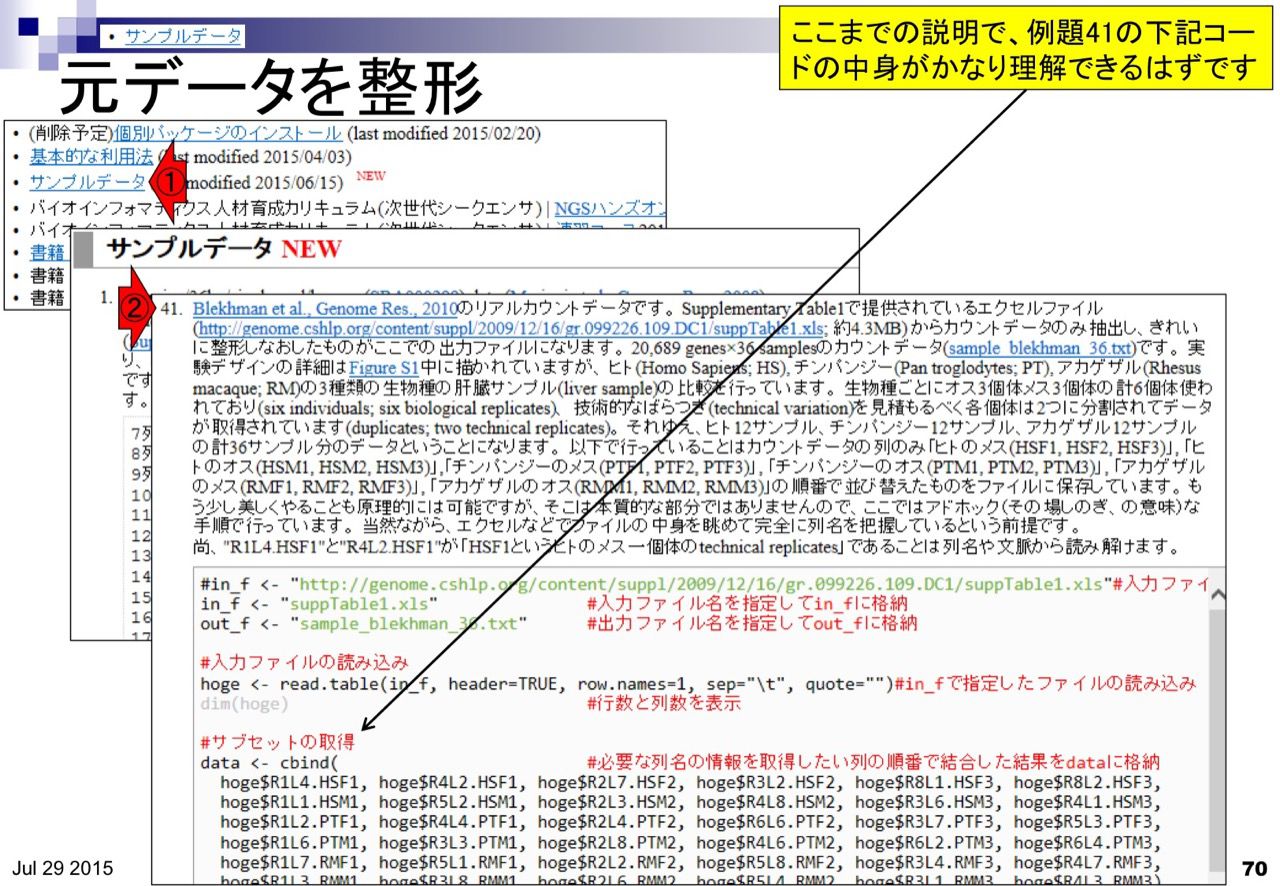 • サンプルデータ
ここまでの説明で、例題41の下記コー
ドの中身がかなり理解できるはずです
元データを整形
• (削除予定)個別パッケージのインストール (last modified 2015/02/20)
• 基本的な利用法 (last modified 2015/04/03)
• サンプルデータ ① modified 2015/06/15) NEW
• バイオインフォマティクス人材育成カリキュラム(次世代シークエンサ) | NGSハンズオン
• 書籍
• 書籍
• 書籍
サンプルデータ NEW
1.
②
り、
です
す。
7列
8列
9列
10
11
12
13
14
15
16
17
41. Blekhman et al., Genome Res., 2010のリアルカウントデータです。Supplementary Table1で提供されているエクセルファイル
(http://genome.cshlp.org/content/suppl/2009/12/16/gr.099226.109.DC1/suppTable1.xls; 約4.3MB)からカウントデータのみ抽出し、きれい
に整形しなおしたものがここでの出力ファイルになります。20,689 genes×36 samplesのカウントデータ(sample_blekhman_36.txt)です。実
験デザインの詳細はFigure S1中に描かれていますが、ヒト(Homo Sapiens; HS), チンパンジー(Pan troglodytes; PT), アカゲザル(Rhesus
macaque; RM)の3種類の生物種の肝臓サンプル(liver sample)の比較を行っています。生物種ごとにオス3個体メス3個体の計6個体使わ
れており(six individuals; six biological replicates)、技術的なばらつき(technical variation)を見積もるべく各個体は2つに分割されてデータ
が取得されています(duplicates; two technical replicates)。それゆえ、ヒト12サンプル、チンパンジー12サンプル、アカゲザル12サンプル
の計36サンプル分のデータということになります。以下で行っていることはカウントデータの列のみ「ヒトのメス(HSF1, HSF2, HSF3)」,「ヒ
トのオス(HSM1, HSM2, HSM3)」,「チンパンジーのメス(PTF1, PTF2, PTF3)」,「チンパンジーのオス(PTM1, PTM2, PTM3)」,「アカゲザル
のメス(RMF1, RMF2, RMF3)」,「アカゲザルのオス(RMM1, RMM2, RMM3)」の順番で並び替えたものをファイルに保存しています。も
う少し美しくやることも原理的には可能ですが、そこは本質的な部分ではありませんので、ここではアドホック(その場しのぎ、の意味)な
手順で行っています。当然ながら、エクセルなどでファイルの中身を眺めて完全に列名を把握しているという前提です。
尚、"R1L4.HSF1"と"R4L2.HSF1"が「HSF1というヒトのメス一個体のtechnical replicates」であることは列名や文脈から読み解けます。
#in_f <- "http://genome.cshlp.org/content/suppl/2009/12/16/gr.099226.109.DC1/suppTable1.xls"#入力ファイ
in_f <- "suppTable1.xls" #入力ファイル名を指定してin_fに格納
out_f <- "sample_blekhman_36.txt" #出力ファイル名を指定してout_fに格納
#入力ファイルの読み込み
hoge <- read.table(in_f, header=TRUE, row.names=1, sep="\t", quote="")#in_fで指定したファイルの読み込み
dim(hoge) #行数と列数を表示
#サブセットの取得
data <- cbind( #必要な列名の情報を取得したい列の順番で結合した結果をdataに格納
hoge$R1L4.HSF1, hoge$R4L2.HSF1, hoge$R2L7.HSF2, hoge$R3L2.HSF2, hoge$R8L1.HSF3, hoge$R8L2.HSF3,
hoge$R1L1.HSM1, hoge$R5L2.HSM1, hoge$R2L3.HSM2, hoge$R4L8.HSM2, hoge$R3L6.HSM3, hoge$R4L1.HSM3,
hoge$R1L2.PTF1, hoge$R4L4.PTF1, hoge$R2L4.PTF2, hoge$R6L6.PTF2, hoge$R3L7.PTF3, hoge$R5L3.PTF3,
hoge$R1L6.PTM1, hoge$R3L3.PTM1, hoge$R2L8.PTM2, hoge$R4L6.PTM2, hoge$R6L2.PTM3, hoge$R6L4.PTM3,
hoge$R1L7.RMF1, hoge$R5L1.RMF1, hoge$R2L2.RMF2, hoge$R5L8.RMF2, hoge$R3L4.RMF3, hoge$R4L7.RMF3,
hoge$R1L3.RMM1, hoge$R3L8.RMM1, hoge$R2L6.RMM2, hoge$R5L4.RMM2, hoge$R3L1.RMM3, hoge$R4L3.RMM3)
Jul 29 2015
70